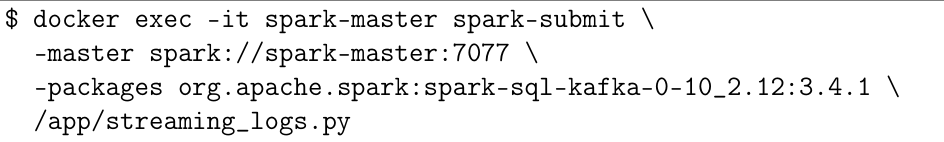 $ docker exec -it spark-master spark-submit \
-master spark://spark-master:7077 \
-packages org.apache.spark:spark-sql-kafka-0-10_2.12:3.4.1 \
/app/streaming_logs.py